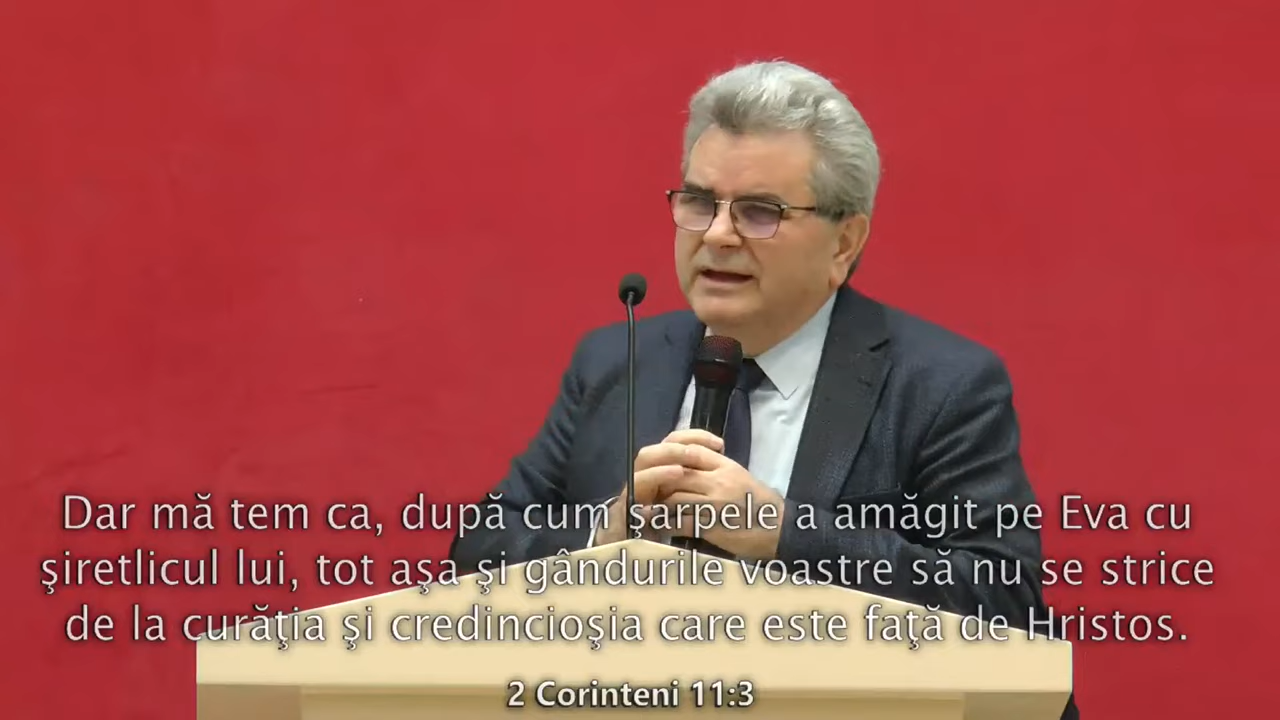 Dar mă tem ca, după cum şarpele a amăgit pe Eva cu
şiretlicul lui, tot aşa şi gândurile voastre să nu se strice
de la curăţia şi credincioşia care este faţă de Hristos.
2 Corinteni 11:3